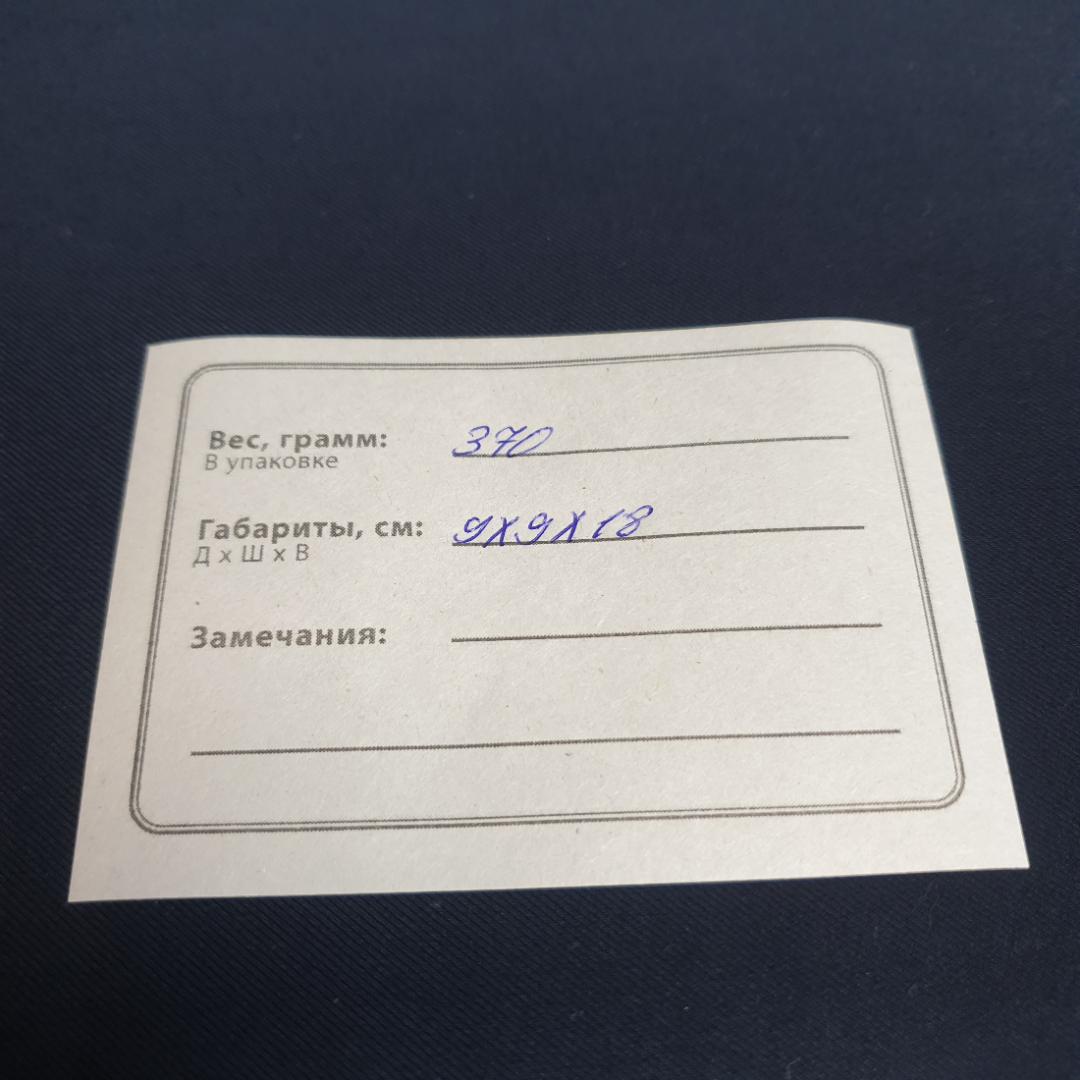 Вес, грамм: 370
В упаковке
Габариты, см: 9х9х18
Д х Ш х В
Замечания: